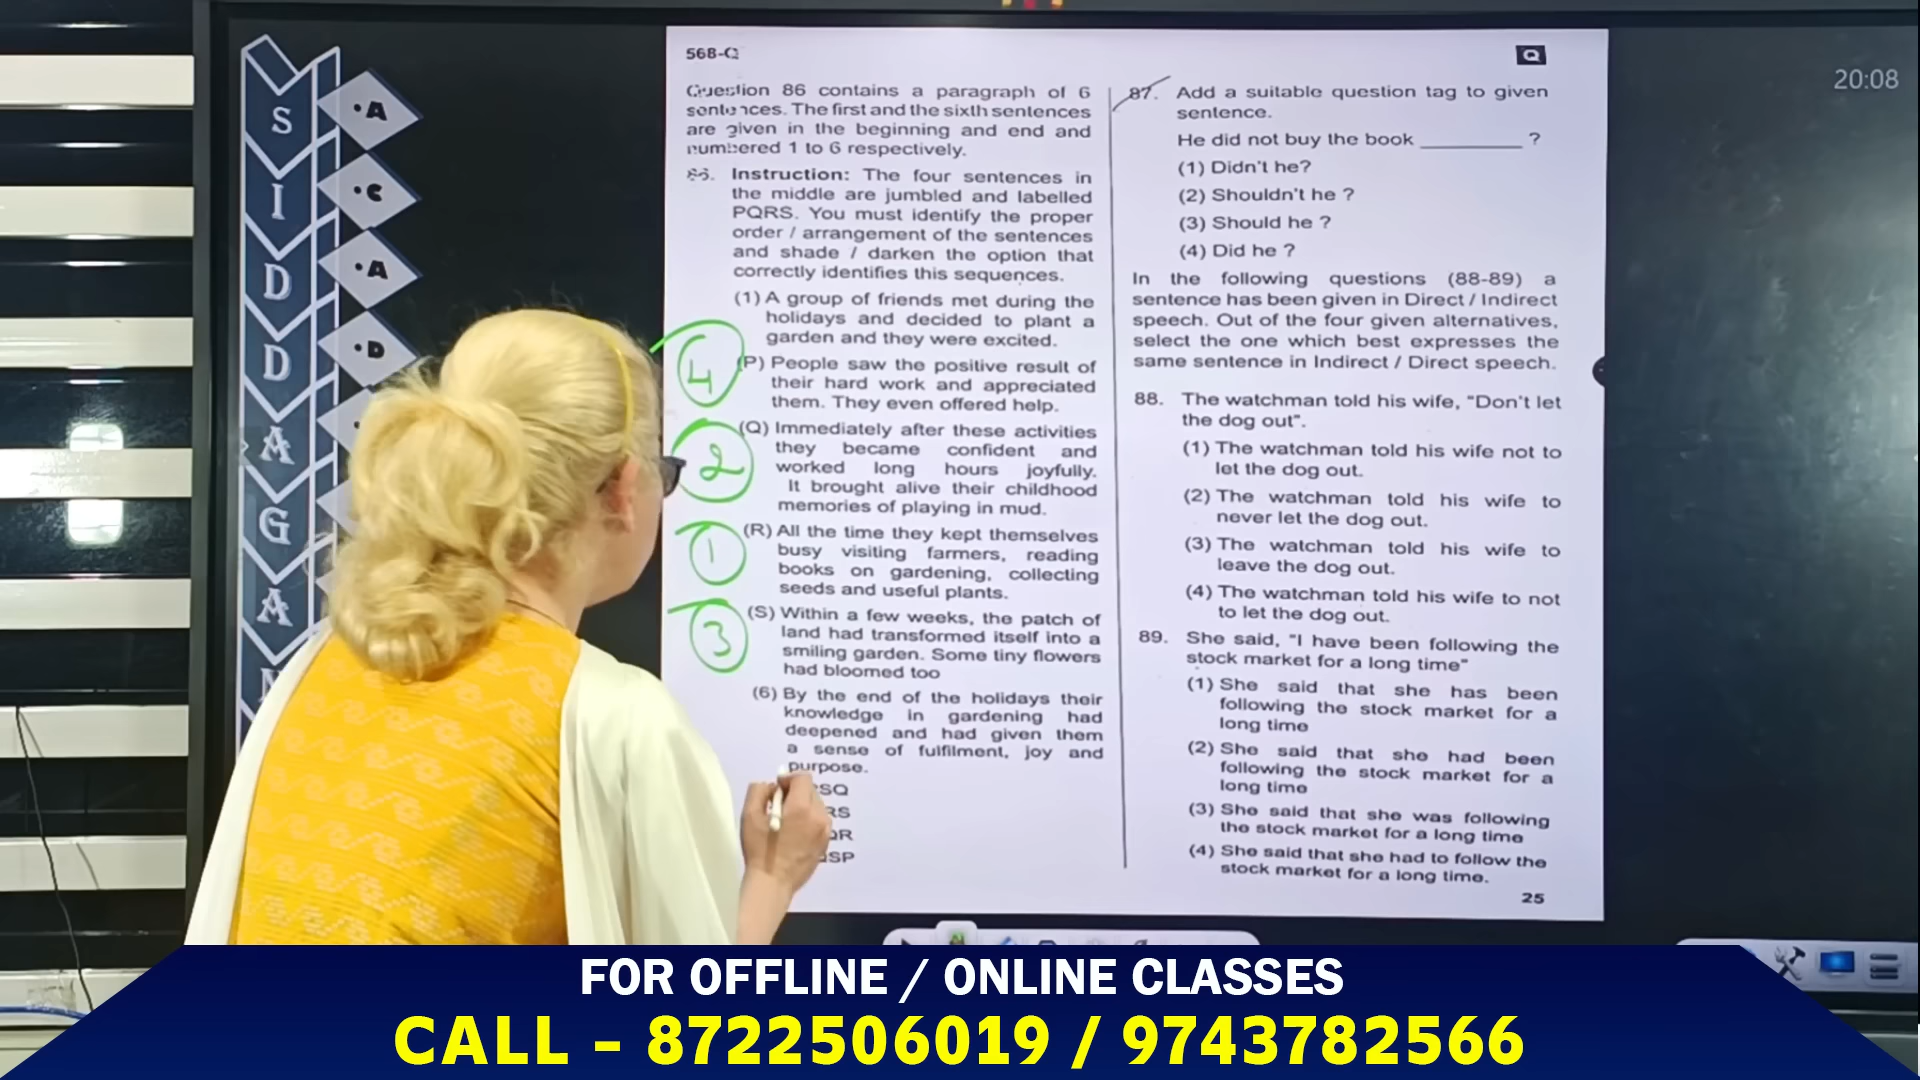 568-Q
Q
20:08
S
I
D
D
A
G
A
• A
• C
• A
• D
Question 86 contains a paragraph of 6
sentences. The first and the sixth sentences
are given in the beginning and end and
numbered 1 to 6 respectively.
86. Instruction: The four sentences in
the middle are jumbled and labelled
PQRS. You must identify the proper
order / arrangement of the sentences
and shade / darken the option that
correctly identifies this sequences.
(1) A group of friends met during the
holidays and decided to plant a
garden and they were excited.
4
(P) People saw the positive result of
their hard work and appreciated
them. They even offered help.
2
(Q) Immediately after these activities
they became confident and
worked long hours joyfully.
It brought alive their childhood
memories of playing in mud.
1
(R) All the time they kept themselves
busy visiting farmers, reading
books on gardening, collecting
seeds and useful plants.
3
(S) Within a few weeks, the patch of
land had transformed itself into a
smiling garden. Some tiny flowers
had bloomed too
(6) By the end of the holidays their
knowledge in gardening had
deepened and had given them
a sense of fulfilment, joy and
purpose.
SQ
RS
QR
SP
87. Add a suitable question tag to given
sentence.
He did not buy the book __________ ?
(1) Didn't he?
(2) Shouldn't he ?
(3) Should he ?
(4) Did he ?
In the following questions (88-89) a
sentence has been given in Direct / Indirect
speech. Out of the four given alternatives,
select the one which best expresses the
same sentence in Indirect / Direct speech.
88. The watchman told his wife, "Don't let
the dog out".
(1) The watchman told his wife not to
let the dog out.
(2) The watchman told his wife to
never let the dog out.
(3) The watchman told his wife to
leave the dog out.
(4) The watchman told his wife to not
to let the dog out.
89. She said, "I have been following the
stock market for a long time"
(1) She said that she has been
following the stock market for a
long time
(2) She said that she had been
following the stock market for a
long time
(3) She said that she was following
the stock market for a long time
(4) She said that she had to follow the
stock market for a long time.
25
FOR OFFLINE / ONLINE CLASSES
CALL – 8722506019 / 9743782566